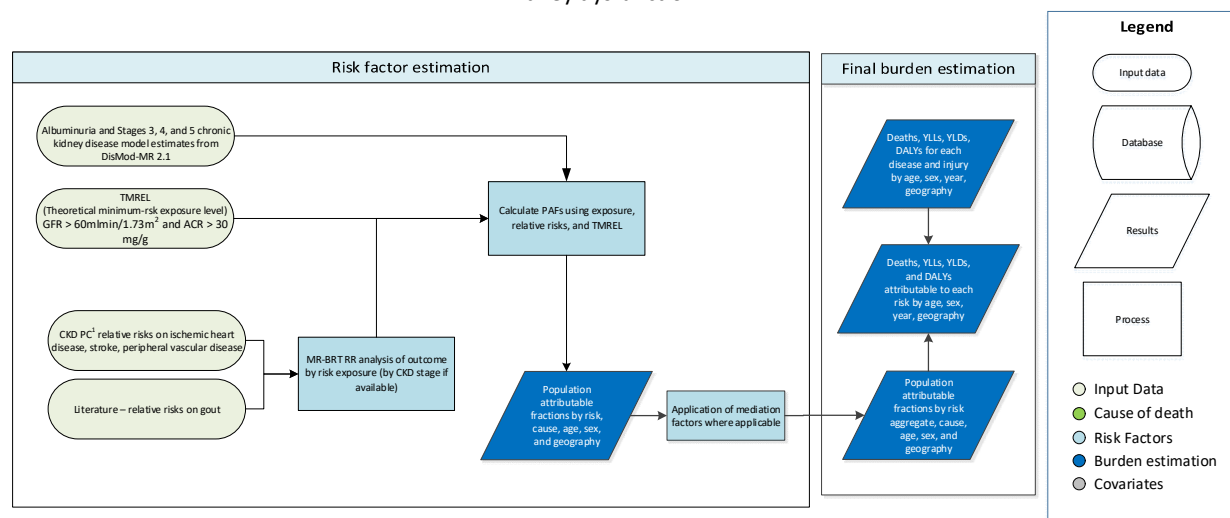 Risk factor estimation
Albuminuria and Stages 3, 4, and 5 chronic
kidney disease model estimates from
DisMod-MR 2.1
TMREL
(Theoretical minimum-rsk exposure level)
GFR > 60mlmin/1.73m² and ACR > 30
mg/g
CKD PC¹ relative risks on ischemic heart
disease, stroke, peripheral vascular disease
Literature – relative risks on gout
MR-BRT RR analysis of outcome
by risk exposure (by CKD stage if
available)
Calculate PAFs using exposure,
relative risks, and TMREL
Population
attributable
fractions by risk,
cause, age, sex,
and geography
Application of mediation
factors where applicable
Final burden estimation
Deaths, YLLs, YLDs,
DALYs for each
disease and injury
by age, sex, year,
geography
Deaths, YLLs, YLDs,
and DALYs
attributable to each
risk by age, sex,
year, geography
Population
attributable
fractions by risk
aggregate, cause,
age, sex, and
geography
Legend
Input data
Database
Results
Process
Input Data
Cause of death
Risk Factors
Burden estimation
Covariates